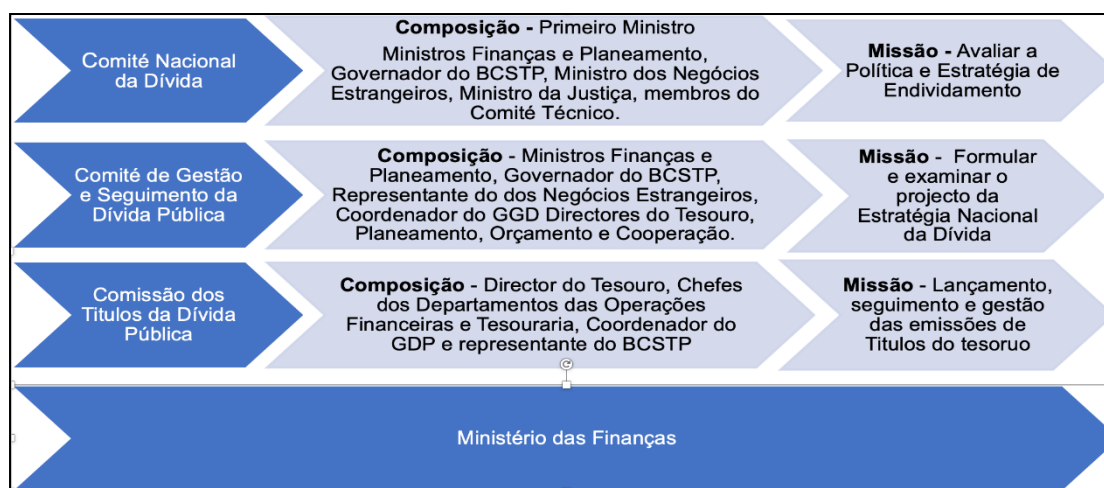 Comité Nacional
da Dívida
Composição - Primeiro Ministro
Ministros Finanças e Planeamento,
Governador do BCSTP, Ministro dos Negócios
Estrangeiros, Ministro da Justiça, membros do
Comité Técnico.
Missão - Avaliar a
Política e Estratégia de
Endividamento
Comité de Gestão
e Seguimento da
Dívida Pública
Composição - Ministros Finanças e
Planeamento, Governador do BCSTP,
Representante do dos Negócios Estrangeiros,
Coordenador do GGD Directores do Tesouro,
Planeamento, Orçamento e Cooperação.
Missão - Formular
e examinar o
projecto da
Estratégia Nacional
da Dívida
Comissão dos
Titulos da Dívida
Pública
Composição - Director do Tesouro, Chefes
dos Departamentos das Operações
Financeiras e Tesouraria, Coordenador do
GDP e representante do BCSTP
Missão - Lançamento,
seguimento e gestão
das emissões de
Titulos do tesoruo
Ministério das Finanças